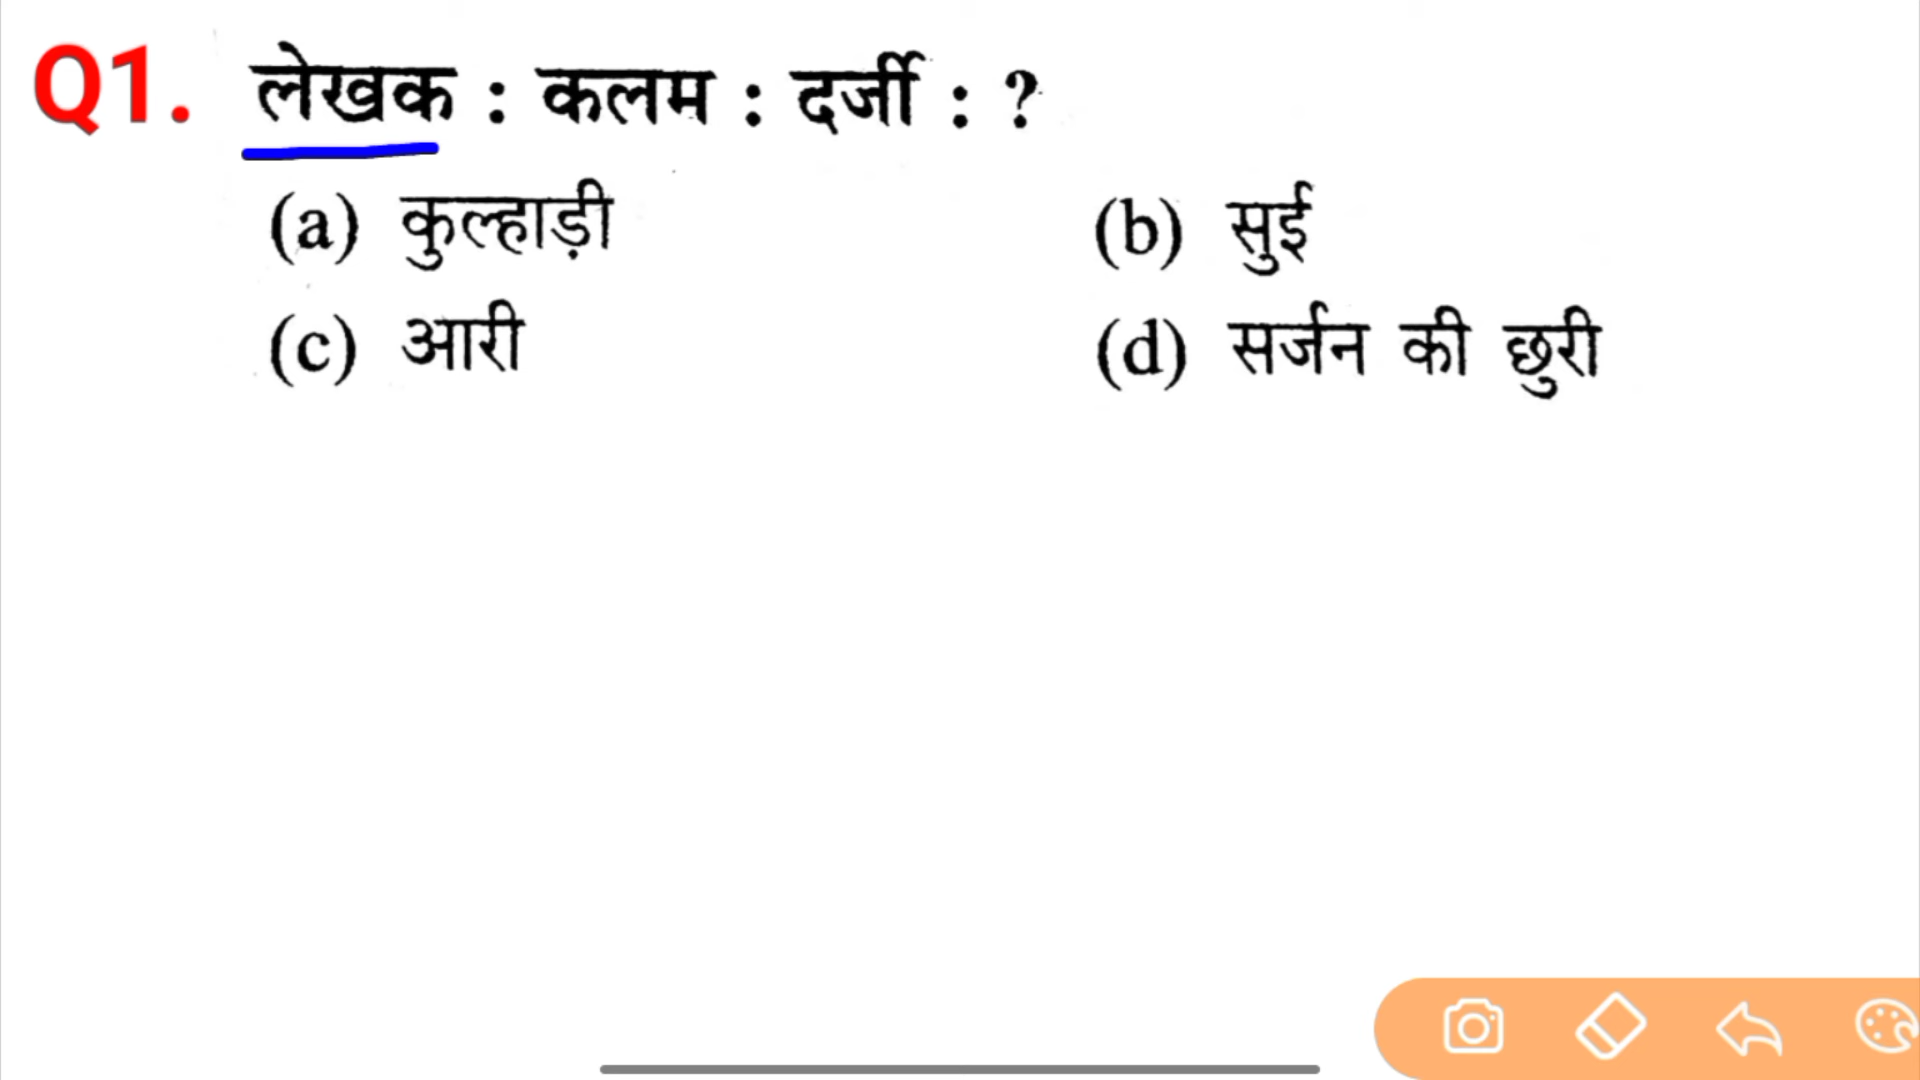 Q1. लेखक : कलम : दर्जी : ?
(a) कुल्हाड़ी (b) सुई
(c) आरी (d) सर्जन की छुरी